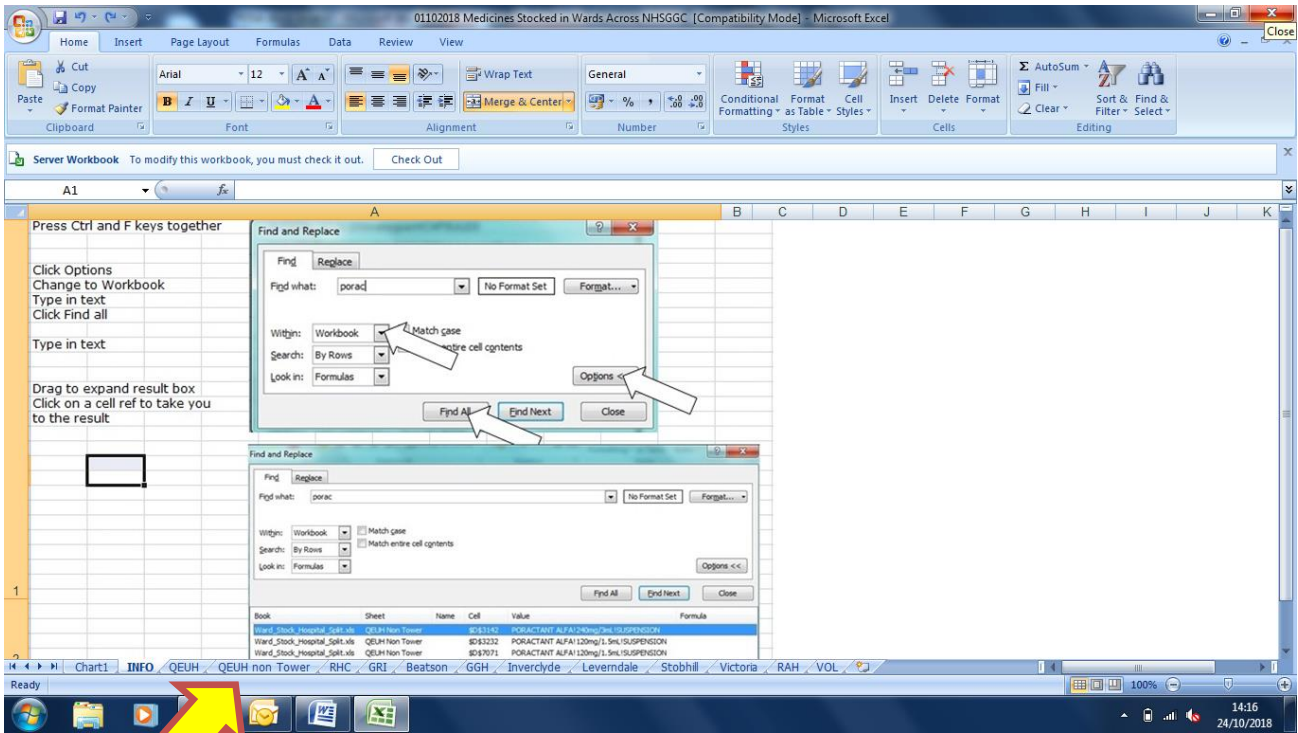 01102018 Medicines Stocked in Wards Across NHSGGC [Compatibility Mode] - Microsoft Excel
Close
Home Insert Page Layout Formulas Data Review View
Paste
Cut
Copy
Format Painter
Clipboard
Arial 12
B I U
Font
Wrap Text
Merge & Center
Alignment
General
Number
Conditional Formatting
Format as Table
Cell Styles
Styles
Insert Delete Format
Cells
Σ AutoSum
Fill
Clear
Sort & Filter
Find & Select
Editing
Server Workbook To modify this workbook, you must check it out. Check Out
A1 fx
A B C D E F G H I J K
Press Ctrl and F keys together
Click Options
Change to Workbook
Type in text
Click Find all
Type in text
Drag to expand result box
Click on a cell ref to take you
to the result
1
2
Find and Replace
Find Replace
Find what: porac No Format Set Format...
Within: Workbook Match case
Search: By Rows entire cell contents
Look in: Formulas Options <<
Find All Find Next Close
Find and Replace
Find Replace
Find what: porac No Format Set Format...
Within: Workbook Match case
Search: By Rows Match entire cell contents
Look in: Formulas Options <<
Find All Find Next Close
Book Sheet Name Cell Value Formula
Ward_Stock_Hospital_Split.xls QEUH Non Tower $D$3142 PORACTANT ALFA!240mg/3mL!SUSPENSION
Ward_Stock_Hospital_Split.xls QEUH Non Tower $D$3232 PORACTANT ALFA!120mg/1.5mL!SUSPENSION
Ward_Stock_Hospital_Split.xls QEUH Non Tower $D$7071 PORACTANT ALFA!120mg/1.5mL!SUSPENSION
Chart1 INFO QEUH QEUH non Tower RHC GRI Beatson GGH Inverclyde Leverndale Stobhill Victoria RAH VOL
Ready 100%
14:16
24/10/2018